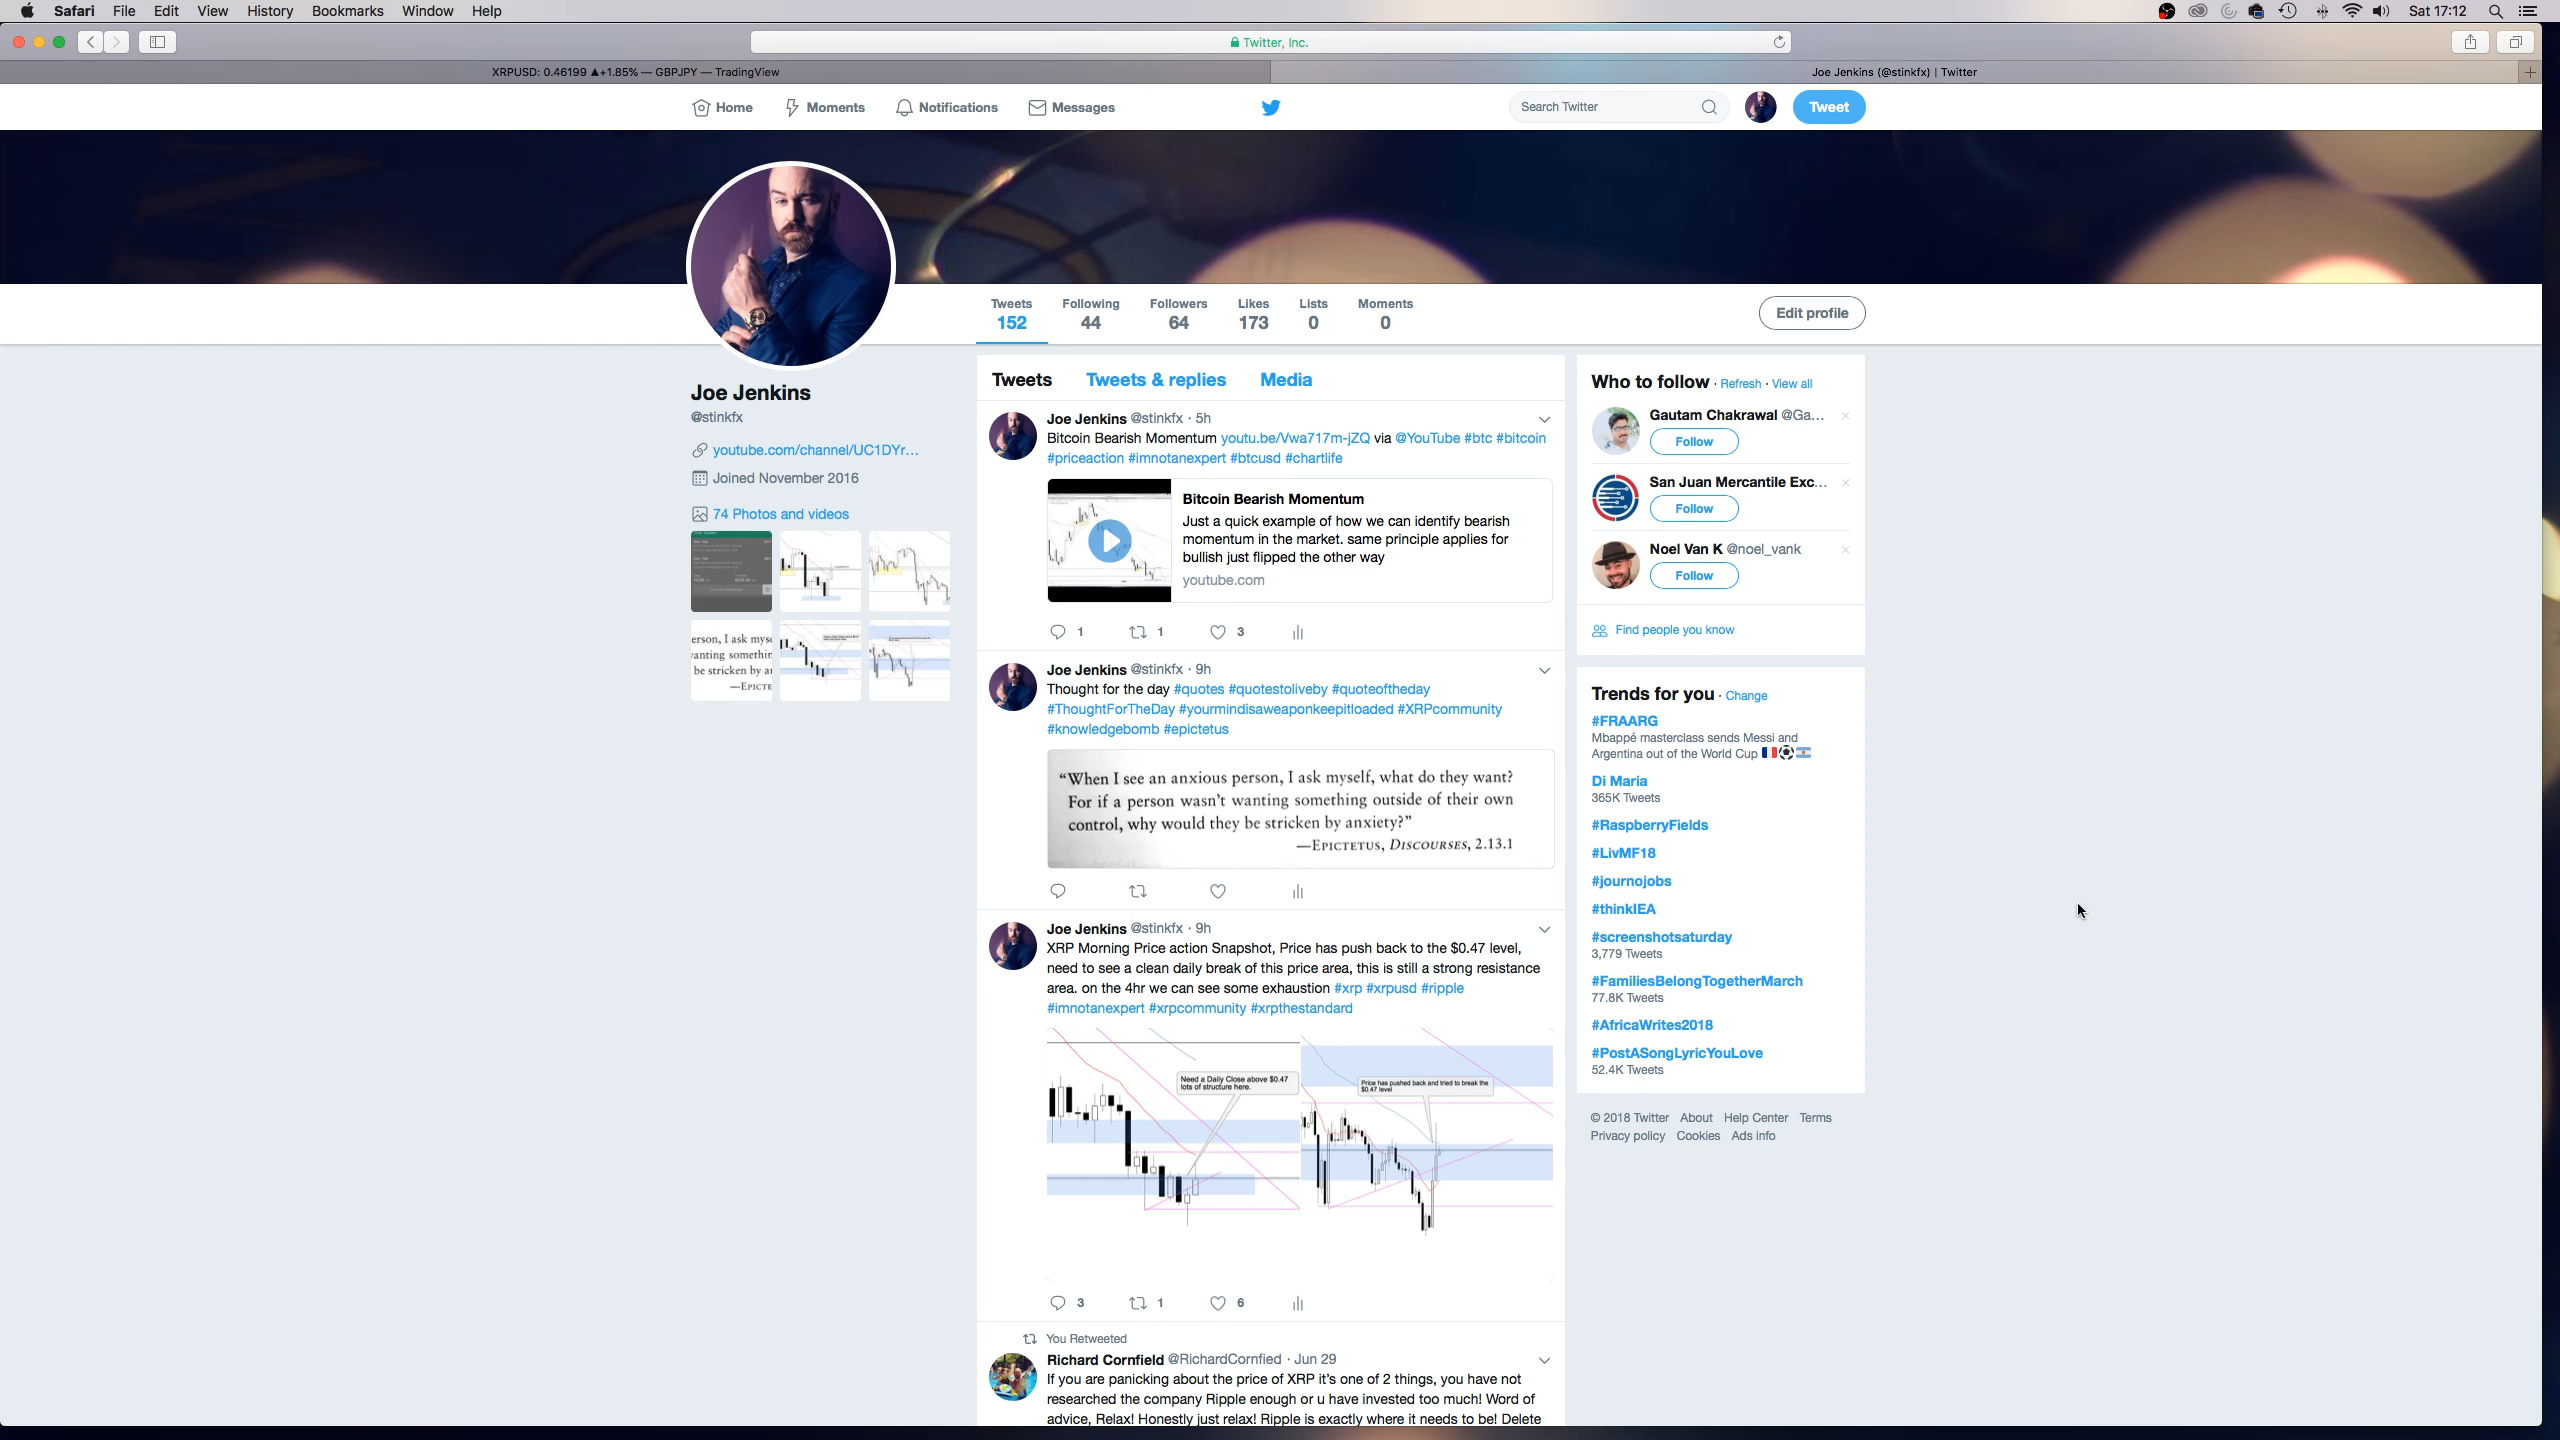 Safari File Edit View History Bookmarks Window Help
Sat 17:12
Twitter, Inc.
XRPUSD: 0.46199 ▲+1.85% — GBPJPY — TradingView
Joe Jenkins (@stinkfx) | Twitter
Home Moments Notifications Messages
Search Twitter
Tweet
Tweets Following Followers Likes Lists Moments
152 44 64 173 0 0
Edit profile
Joe Jenkins
@stinkfx
youtube.com/channel/UC1DYr...
Joined November 2016
74 Photos and videos
erson, I ask myse
anting somethin
be stricken by a
—EPICTE
Tweets Tweets & replies Media
Joe Jenkins @stinkfx · 5h
Bitcoin Bearish Momentum youtu.be/Vwa717m-jZQ via @YouTube #btc #bitcoin
#priceaction #imnotanexpert #btcusd #chartlife
Bitcoin Bearish Momentum
Just a quick example of how we can identify bearish
momentum in the market. same principle applies for
bullish just flipped the other way
youtube.com
1 1 3
Joe Jenkins @stinkfx · 9h
Thought for the day #quotes #quotestoliveby #quoteoftheday
#ThoughtForTheDay #yourmindisaweaponkeepitloaded #XRPcommunity
#knowledgebomb #epictetus
“When I see an anxious person, I ask myself, what do they want?
For if a person wasn’t wanting something outside of their own
control, why would they be stricken by anxiety?”
—EPICTETUS, DISCOURSES, 2.13.1
Joe Jenkins @stinkfx · 9h
XRP Morning Price action Snapshot, Price has push back to the $0.47 level,
need to see a clean daily break of this price area, this is still a strong resistance
area. on the 4hr we can see some exhaustion #xrp #xrpusd #ripple
#imnotanexpert #xrpcommunity #xrpthestandard
Need a Daily Close above $0.47
lots of structure here.
Price has pushed back and tried to break the
$0.47 level
3 1 6
You Retweeted
Richard Cornfield @RichardCornfied · Jun 29
If you are panicking about the price of XRP it’s one of 2 things, you have not
researched the company Ripple enough or u have invested too much! Word of
advice, Relax! Honestly just relax! Ripple is exactly where it needs to be! Delete
Who to follow · Refresh · View all
Gautam Chakrawal @Ga...
Follow
San Juan Mercantile Exc...
Follow
Noel Van K @noel_vank
Follow
Find people you know
Trends for you · Change
#FRAARG
Mbappé masterclass sends Messi and
Argentina out of the World Cup
Di Maria
365K Tweets
#RaspberryFields
#LivMF18
#journojobs
#thinkIEA
#screenshotsaturday
3,779 Tweets
#FamiliesBelongTogetherMarch
77.8K Tweets
#AfricaWrites2018
#PostASongLyricYouLove
52.4K Tweets
© 2018 Twitter About Help Center Terms
Privacy policy Cookies Ads info